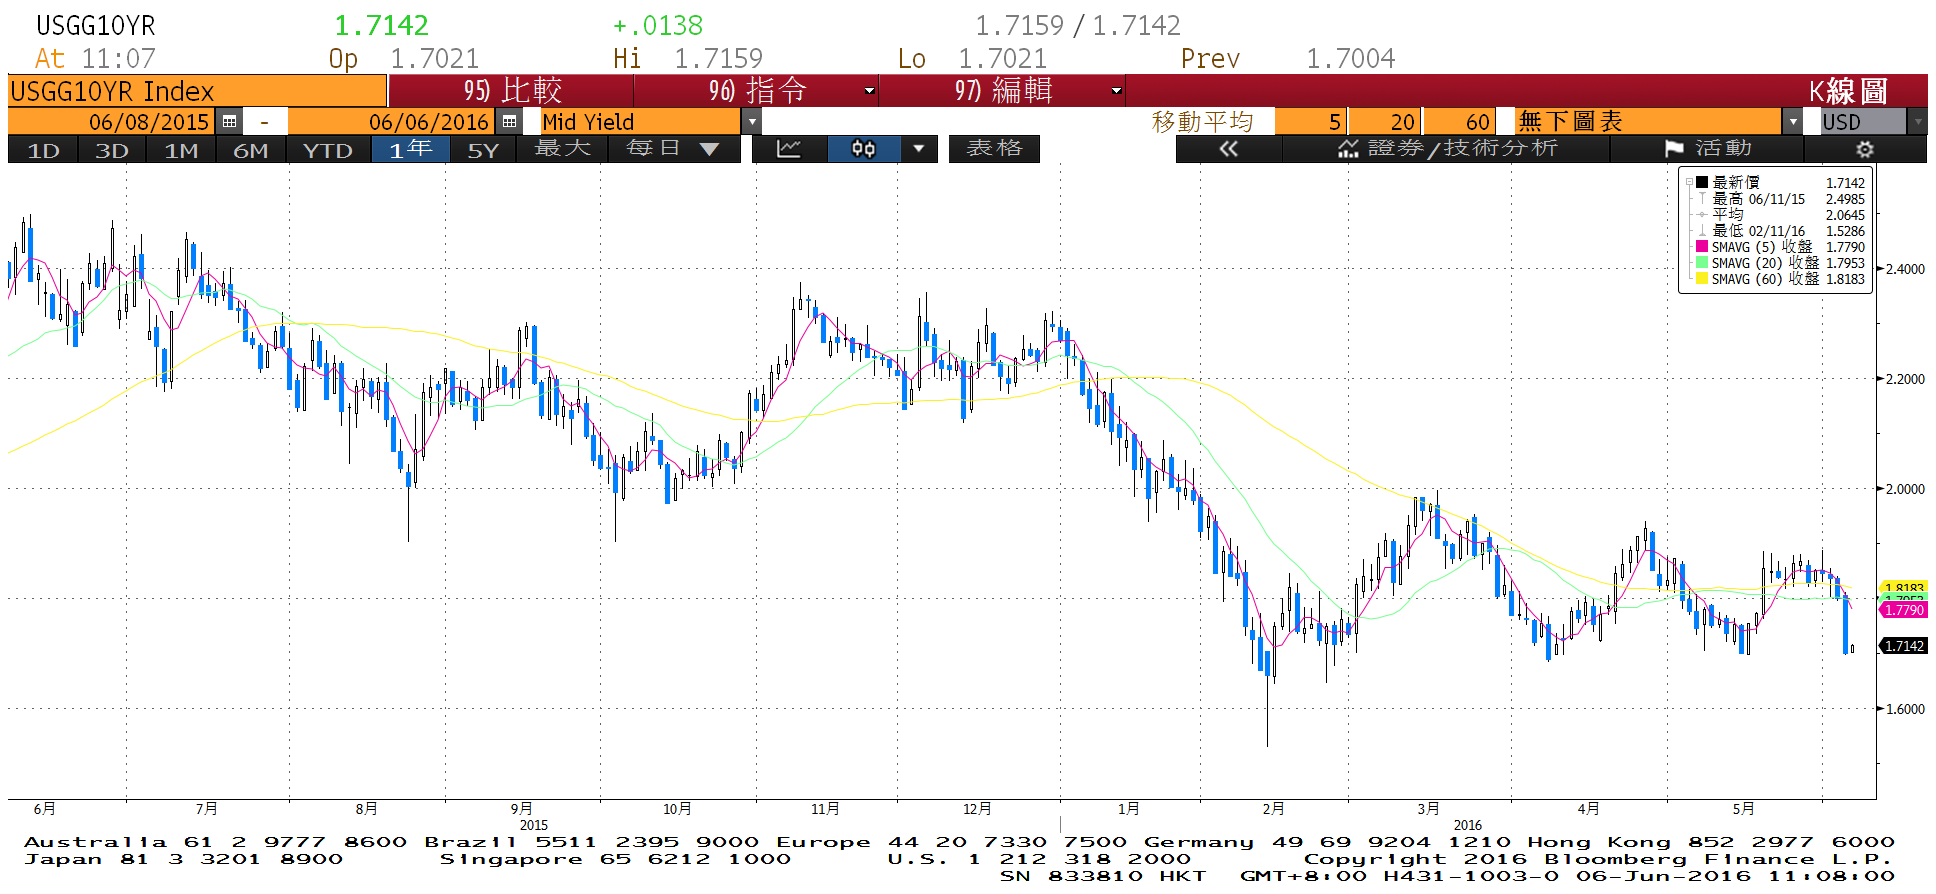 USGG10YR 1.7142 +.0138 1.7159 / 1.7142
At 11:07 Op 1.7021 Hi 1.7159 Lo 1.7021 Prev 1.7004
USGG10YR Index 95) 比較 96) 指令 97) 編輯 K線圖
06/08/2015 - 06/06/2016 Mid Yield 移動平均 5 20 60 無下圖表 USD
1D 3D 1M 6M YTD 1年 5Y 最大 每日 ▼ 表格 « 證券/技術分析 活動
最新價 1.7142
最高 06/11/15 2.4985
平均 2.0645
最低 02/11/16 1.5286
SMAVG (5) 收盤 1.7790
SMAVG (20) 收盤 1.7953
SMAVG (60) 收盤 1.8183
2.4000
2.2000
2.0000
1.8183
1.7953
1.7790
1.7142
1.6000
6月 7月 8月 9月 10月 11月 12月 1月 2月 3月 4月 5月
2015 2016
Australia 61 2 9777 8600 Brazil 5511 2395 9000 Europe 44 20 7330 7500 Germany 49 69 9204 1210 Hong Kong 852 2977 6000
Japan 81 3 3201 8900 Singapore 65 6212 1000 U.S. 1 212 318 2000 Copyright 2016 Bloomberg Finance L.P.
SN 833810 HKT GMT+8:00 H431-1003-0 06-Jun-2016 11:08:00